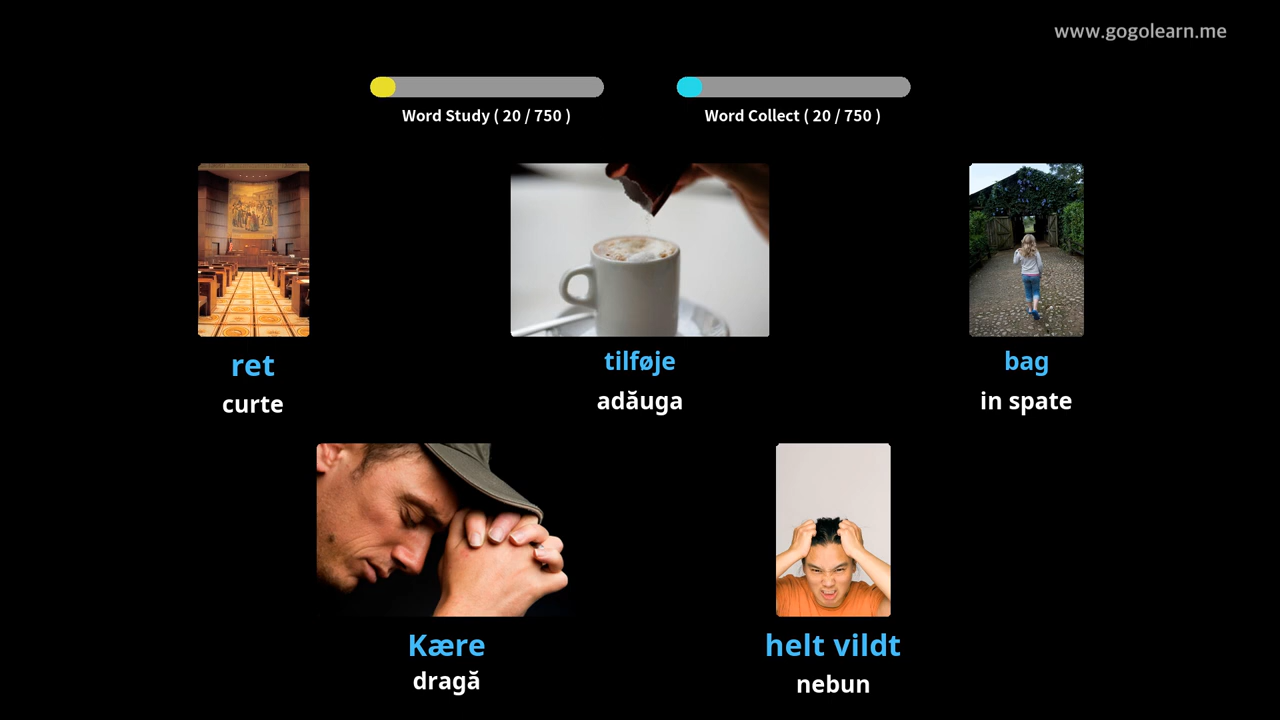 www.gogolearn.me
Word Study ( 20 / 750 )
Word Collect ( 20 / 750 )
ret
curte
tilføje
adăuga
bag
in spate
Kære
dragă
helt vildt
nebun